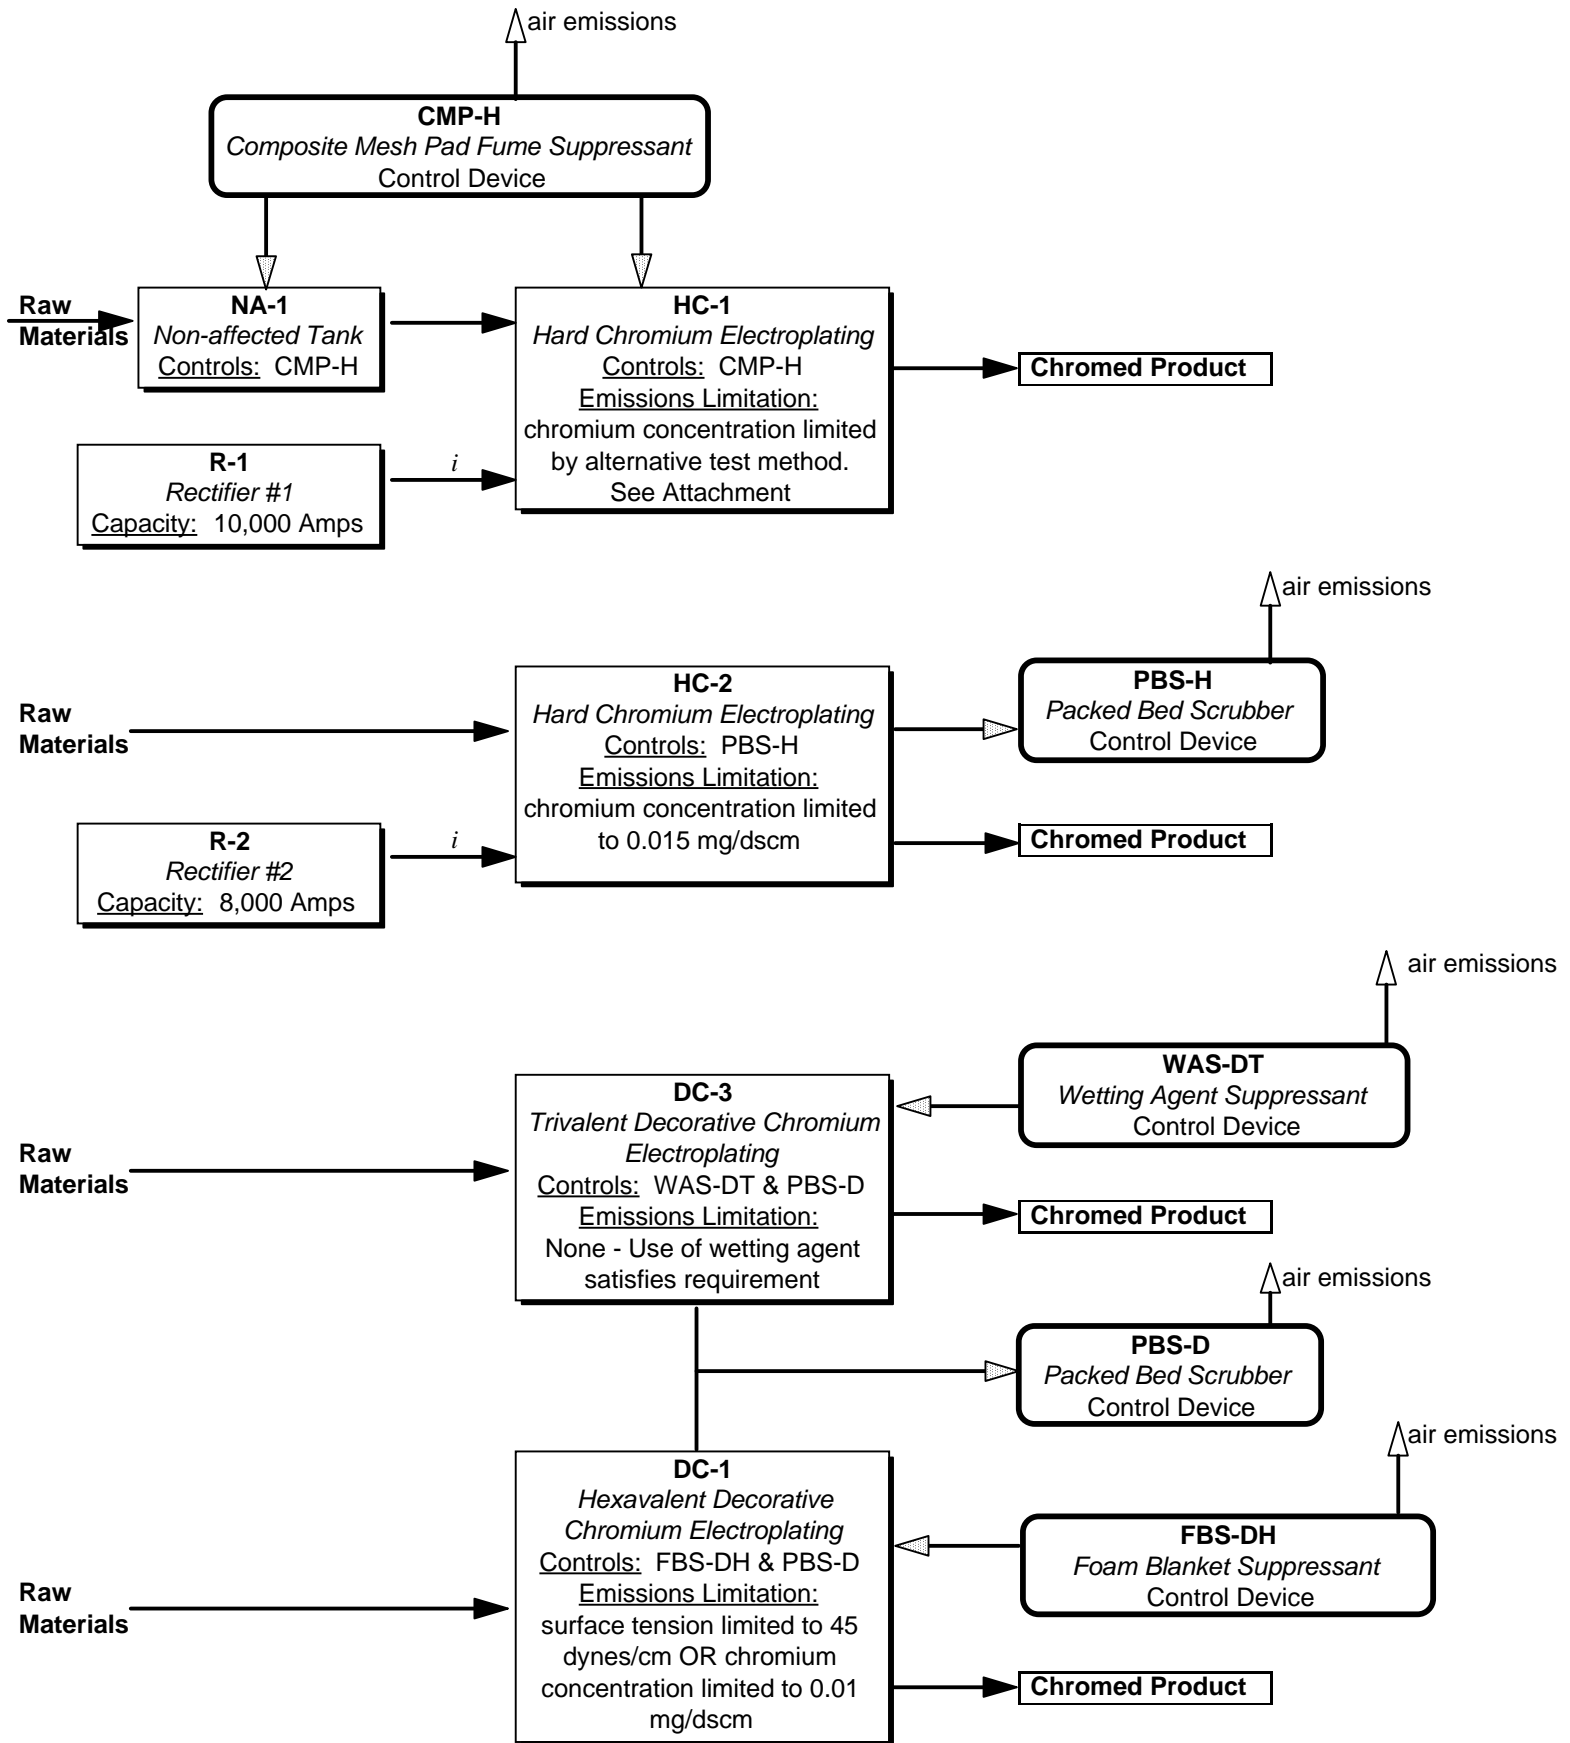 air emissions
CMP-H
Composite Mesh Pad Fume Suppressant
Control Device
Raw
Materials
NA-1
Non-affected Tank
Controls: CMP-H
HC-1
Hard Chromium Electroplating
Controls: CMP-H
Emissions Limitation:
chromium concentration limited
by alternative test method.
See Attachment
Chromed Product
R-1
Rectifier #1
Capacity: 10,000 Amps
i
air emissions
HC-2
Hard Chromium Electroplating
Controls: PBS-H
Emissions Limitation:
chromium concentration limited
to 0.015 mg/dscm
PBS-H
Packed Bed Scrubber
Control Device
Raw
Materials
Chromed Product
R-2
Rectifier #2
Capacity: 8,000 Amps
i
air emissions
WAS-DT
Wetting Agent Suppressant
Control Device
DC-3
Trivalent Decorative Chromium
Electroplating
Controls: WAS-DT & PBS-D
Emissions Limitation:
None - Use of wetting agent
satisfies requirement
Raw
Materials
Chromed Product
air emissions
PBS-D
Packed Bed Scrubber
Control Device
air emissions
DC-1
Hexavalent Decorative
Chromium Electroplating
Controls: FBS-DH & PBS-D
Emissions Limitation:
surface tension limited to 45
dynes/cm OR chromium
concentration limited to 0.01
mg/dscm
FBS-DH
Foam Blanket Suppressant
Control Device
Raw
Materials
Chromed Product